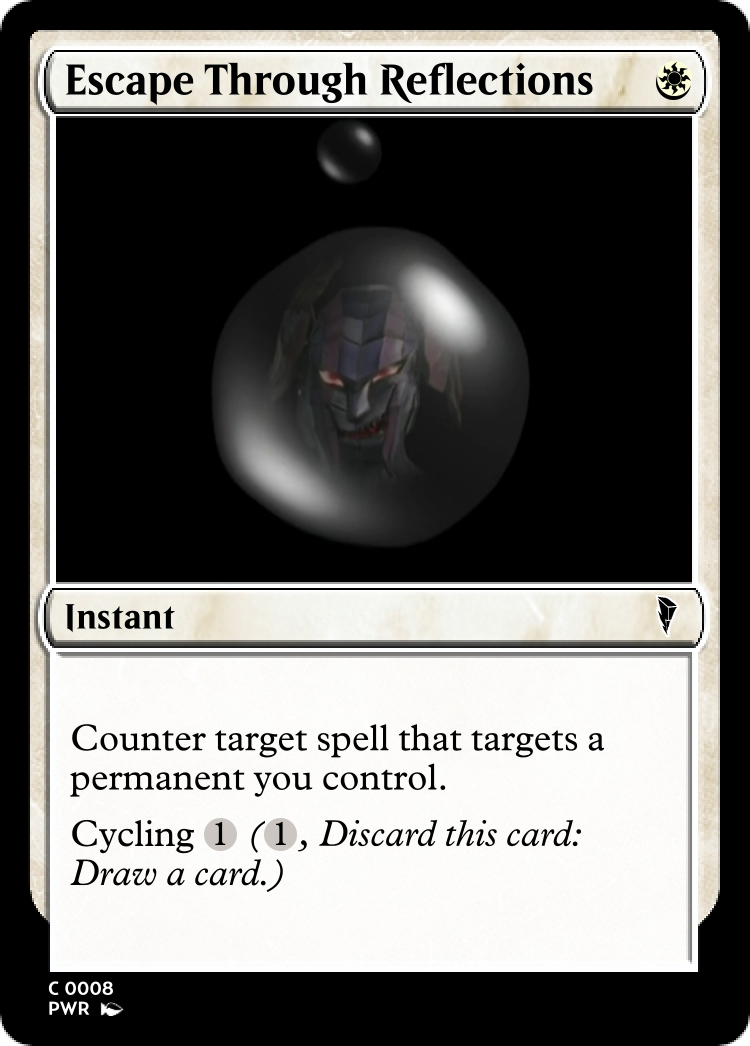 Escape Through Reflections
Instant
Counter target spell that targets a
permanent you control.
Cycling 1 (1, Discard this card:
Draw a card.)
C 0008
PWR